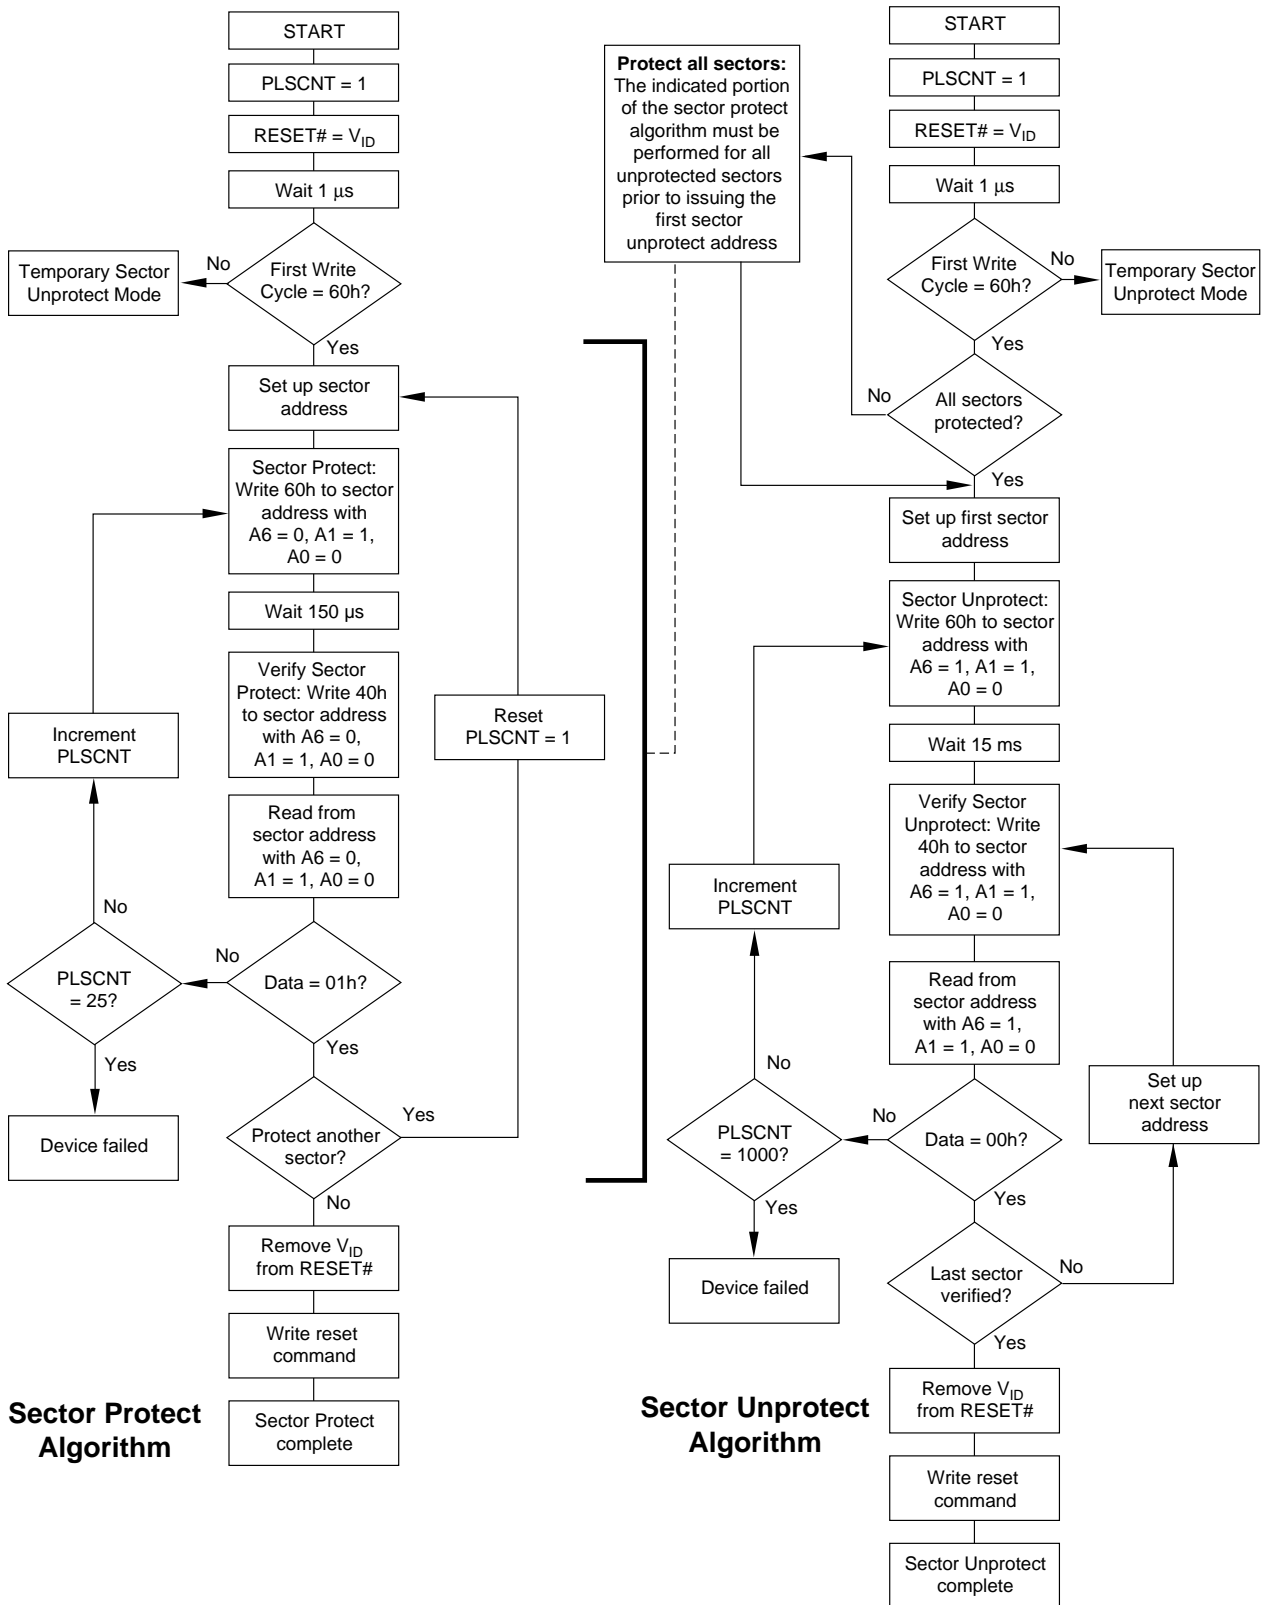 START
PLSCNT = 1
RESET# = VID
Wait 1 μs
First Write
Cycle = 60h?
No
Temporary Sector
Unprotect Mode
Yes
Set up sector
address
Sector Protect:
Write 60h to sector
address with
A6 = 0, A1 = 1,
A0 = 0
Wait 150 µs
Verify Sector
Protect: Write 40h
to sector address
with A6 = 0,
A1 = 1, A0 = 0
Reset
PLSCNT = 1
Increment
PLSCNT
Read from
sector address
with A6 = 0,
A1 = 1, A0 = 0
No
PLSCNT
= 25?
No
Data = 01h?
Yes
Yes
Device failed
Protect another
sector?
Yes
No
Remove VID
from RESET#
Write reset
command
Sector Protect
complete
Sector Protect
Algorithm
Protect all sectors:
The indicated portion
of the sector protect
algorithm must be
performed for all
unprotected sectors
prior to issuing the
first sector
unprotect address
START
PLSCNT = 1
RESET# = VID
Wait 1 μs
First Write
Cycle = 60h?
No
Temporary Sector
Unprotect Mode
Yes
No
All sectors
protected?
Yes
Set up first sector
address
Sector Unprotect:
Write 60h to sector
address with
A6 = 1, A1 = 1,
A0 = 0
Wait 15 ms
Verify Sector
Unprotect: Write
40h to sector
address with
A6 = 1, A1 = 1,
A0 = 0
Increment
PLSCNT
Read from
sector address
with A6 = 1,
A1 = 1, A0 = 0
No
Set up
next sector
address
PLSCNT
= 1000?
No
Data = 00h?
Yes
Yes
Device failed
Last sector
verified?
No
Yes
Remove VID
from RESET#
Write reset
command
Sector Unprotect
complete
Sector Unprotect
Algorithm